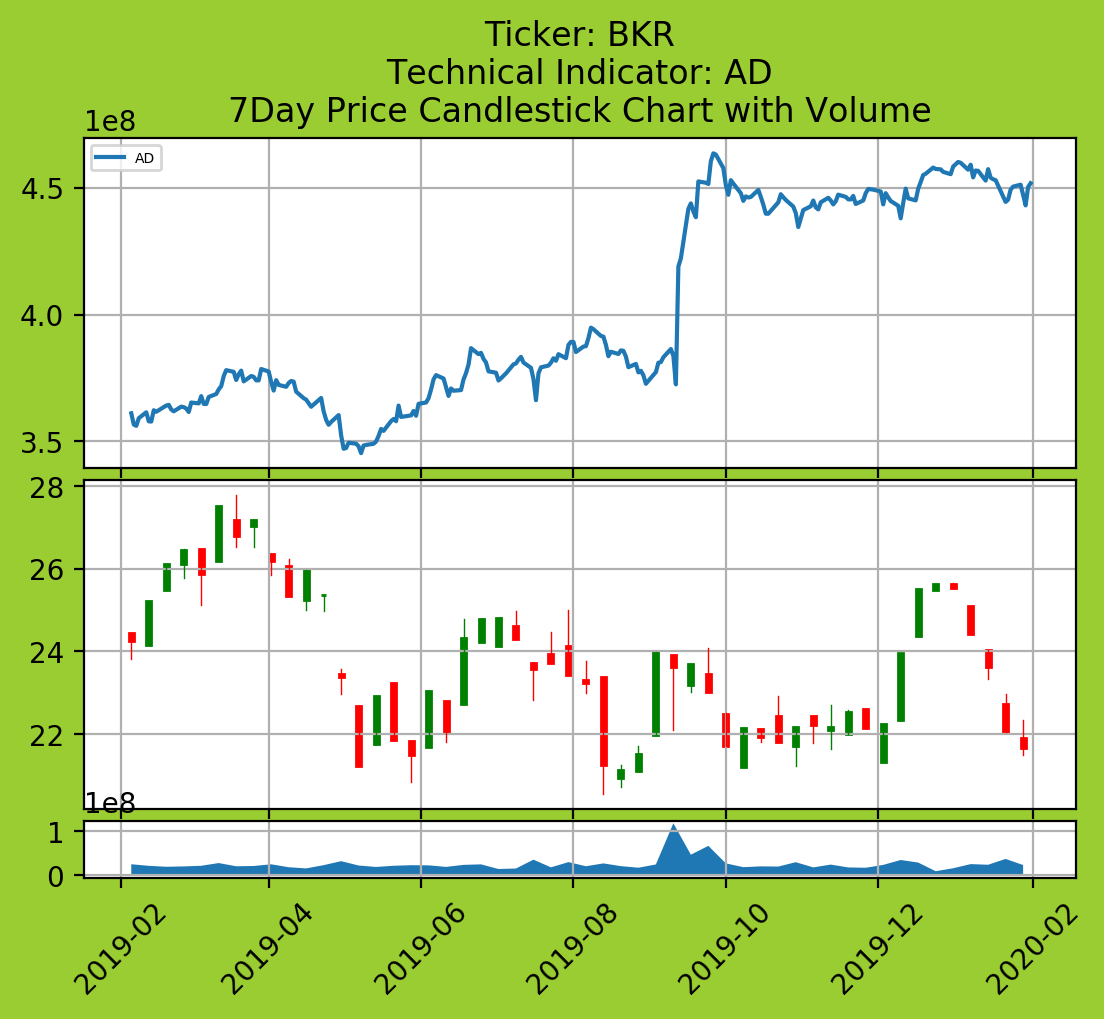 Ticker: BKR
Technical Indicator: AD
7Day Price Candlestick Chart with Volume
1e8
AD
4.5
4.0
3.5
28
26
24
22
1e8
1
0
2019-02
2019-04
2019-06
2019-08
2019-10
2019-12
2020-02